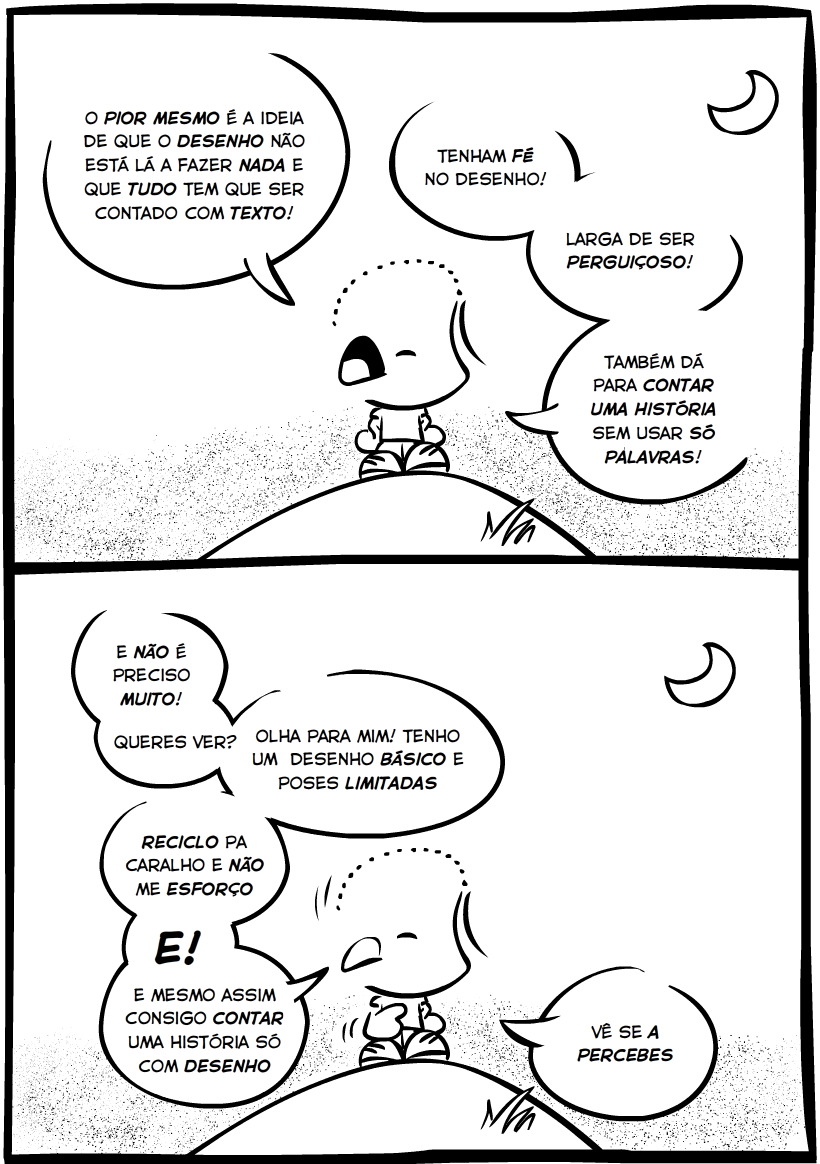 O PIOR MESMO É A IDEIA
DE QUE O DESENHO NÃO
ESTÁ LÁ A FAZER NADA E
QUE TUDO TEM QUE SER
CONTADO COM TEXTO!
TENHAM FÉ
NO DESENHO!
LARGA DE SER
PERGUIÇOSO!
TAMBÉM DÁ
PARA CONTAR
UMA HISTÓRIA
SEM USAR SÓ
PALAVRAS!
E NÃO É
PRECISO
MUITO!
QUERES VER?
OLHA PARA MIM! TENHO
UM DESENHO BÁSICO E
POSES LIMITADAS
RECICLO PA
CARALHO E NÃO
ME ESFORÇO
E!
E MESMO ASSIM
CONSIGO CONTAR
UMA HISTÓRIA SÓ
COM DESENHO
VÊ SE A
PERCEBES